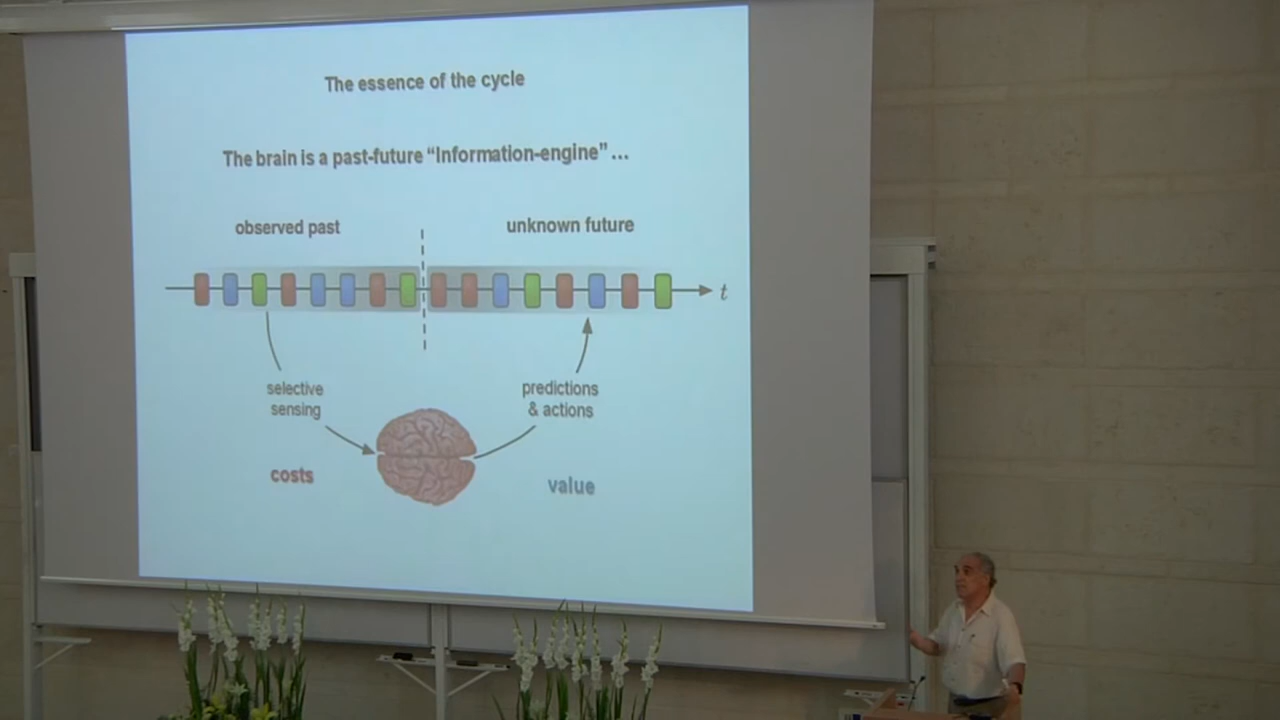 The essence of the cycle
The brain is a past-future “Information-engine” ...
observed past
unknown future
t
selective
sensing
predictions
& actions
costs
value